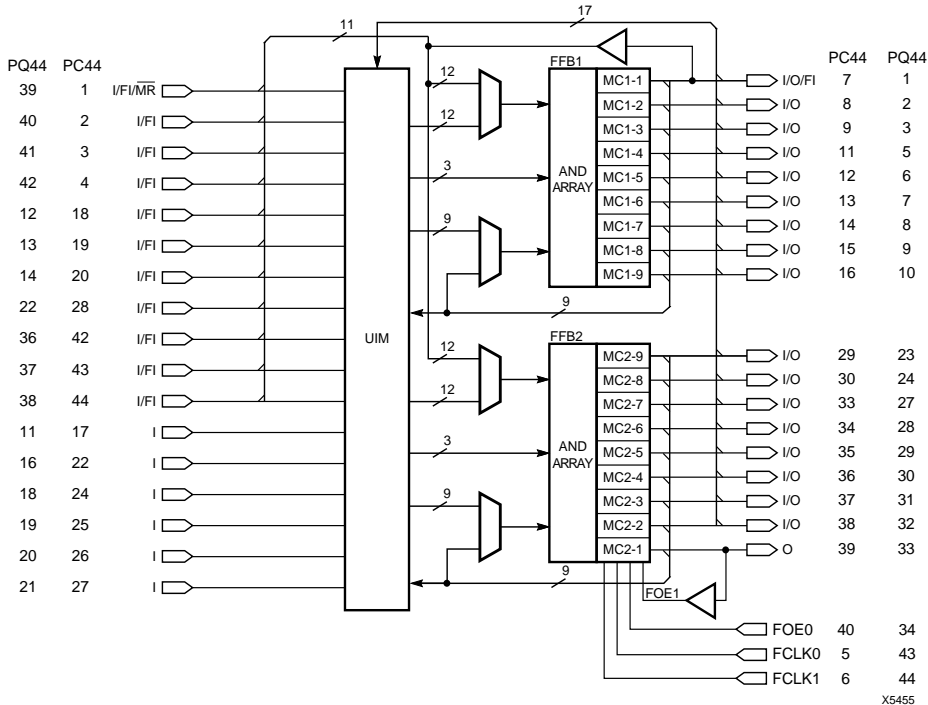 11
17
PQ44 PC44
PC44 PQ44
FFB1
39 1 I/FI/MR
12
MC1-1
I/O/FI 7 1
40 2 I/FI
MC1-2
I/O 8 2
12
41 3 I/FI
MC1-3
I/O 9 3
MC1-4
I/O 11 5
42 4 I/FI
3
AND
ARRAY
MC1-5
I/O 12 6
12 18 I/FI
MC1-6
I/O 13 7
9
13 19 I/FI
MC1-7
I/O 14 8
MC1-8
I/O 15 9
14 20 I/FI
MC1-9
I/O 16 10
22 28 I/FI
9
36 42 I/FI
UIM
FFB2
12
MC2-9
I/O 29 23
37 43 I/FI
MC2-8
I/O 30 24
12
38 44 I/FI
MC2-7
I/O 33 27
11 17 I
MC2-6
I/O 34 28
3
AND
ARRAY
MC2-5
I/O 35 29
16 22 I
MC2-4
I/O 36 30
18 24 I
9
MC2-3
I/O 37 31
19 25 I
MC2-2
I/O 38 32
20 26 I
MC2-1
O 39 33
9
21 27 I
FOE1
FOE0 40 34
FCLK0 5 43
FCLK1 6 44
X5455